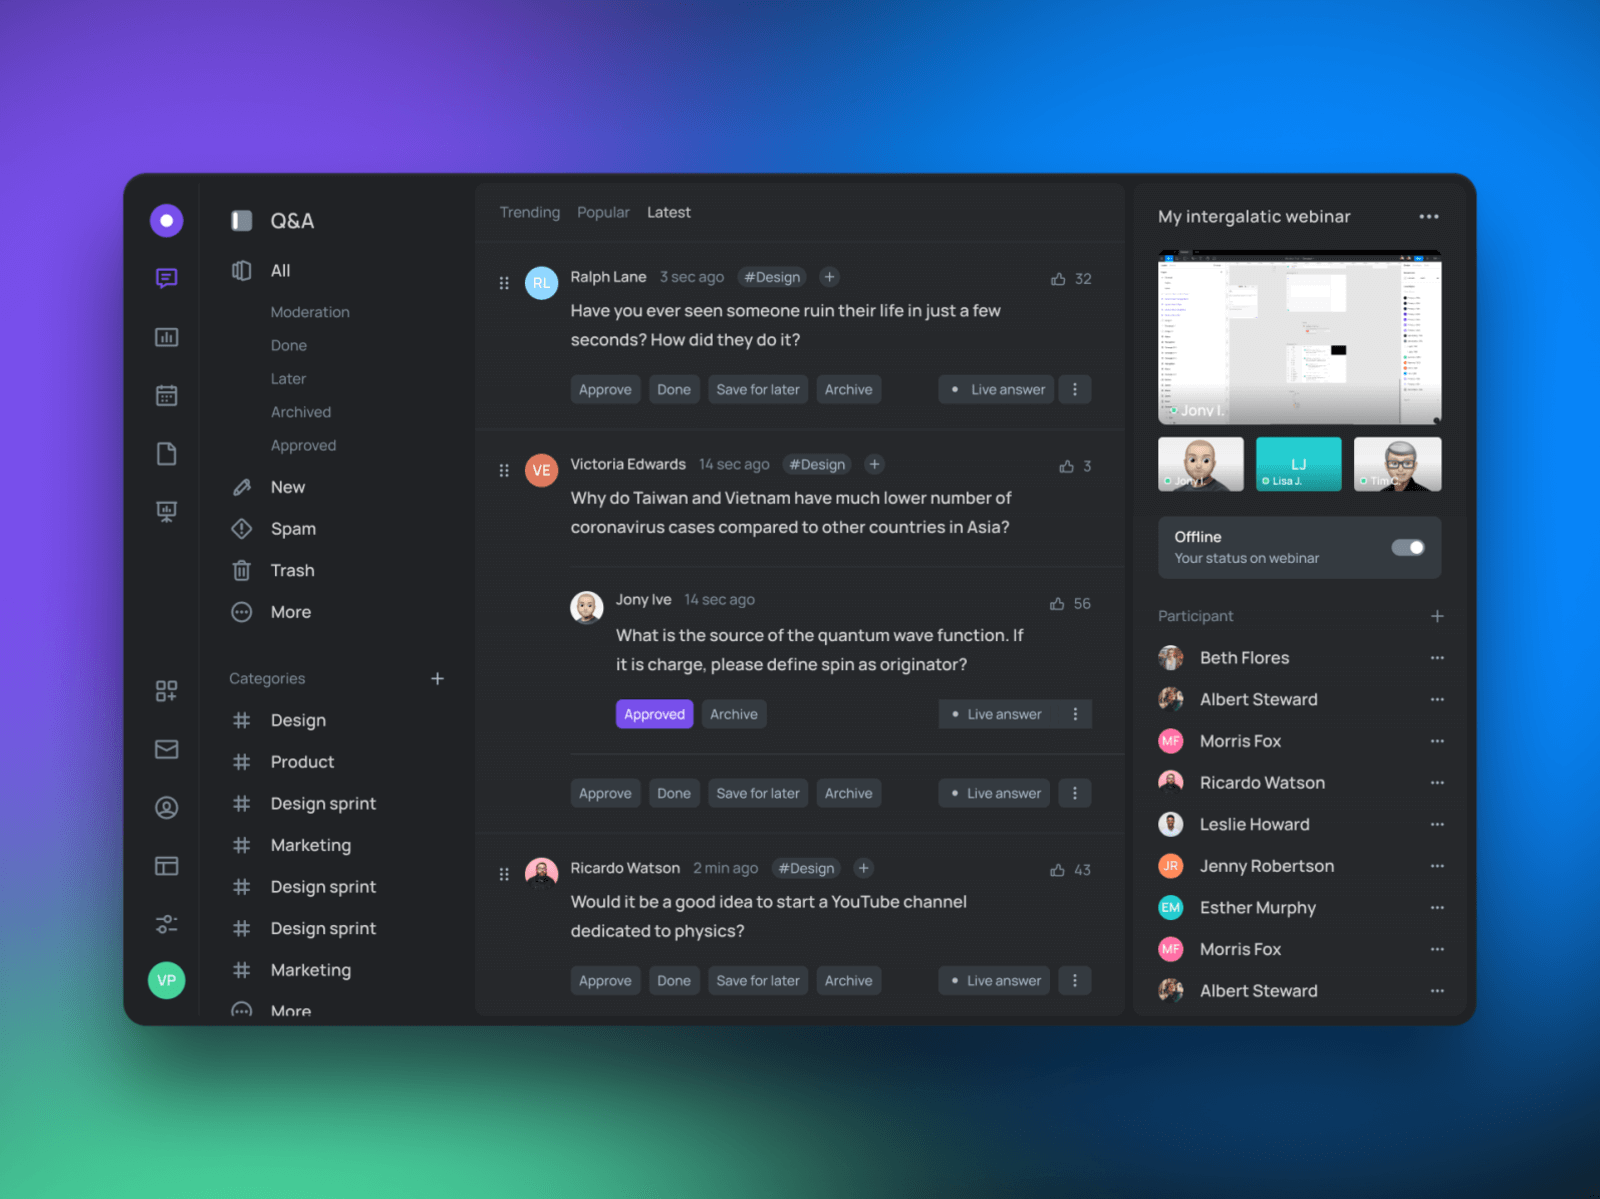 Q&A
All
Moderation
Done
Later
Archived
Approved
New
Spam
Trash
More
Categories
Design
Product
Design sprint
Marketing
Design sprint
Design sprint
Marketing
More
VP
Trending Popular Latest
RL Ralph Lane 3 sec ago #Design + 32
Have you ever seen someone ruin their life in just a few
seconds? How did they do it?
Approve Done Save for later Archive Live answer
VE Victoria Edwards 14 sec ago #Design + 3
Why do Taiwan and Vietnam have much lower number of
coronavirus cases compared to other countries in Asia?
Jony Ive 14 sec ago 56
What is the source of the quantum wave function. If
it is charge, please define spin as originator?
Approved Archive Live answer
Approve Done Save for later Archive Live answer
Ricardo Watson 2 min ago #Design + 43
Would it be a good idea to start a YouTube channel
dedicated to physics?
Approve Done Save for later Archive Live answer
My intergalatic webinar
Jony I.
Jony I.
LJ
Lisa J.
Tim C.
Offline
Your status on webinar
Participant
Beth Flores
Albert Steward
MF Morris Fox
Ricardo Watson
Leslie Howard
JR Jenny Robertson
EM Esther Murphy
MF Morris Fox
Albert Steward